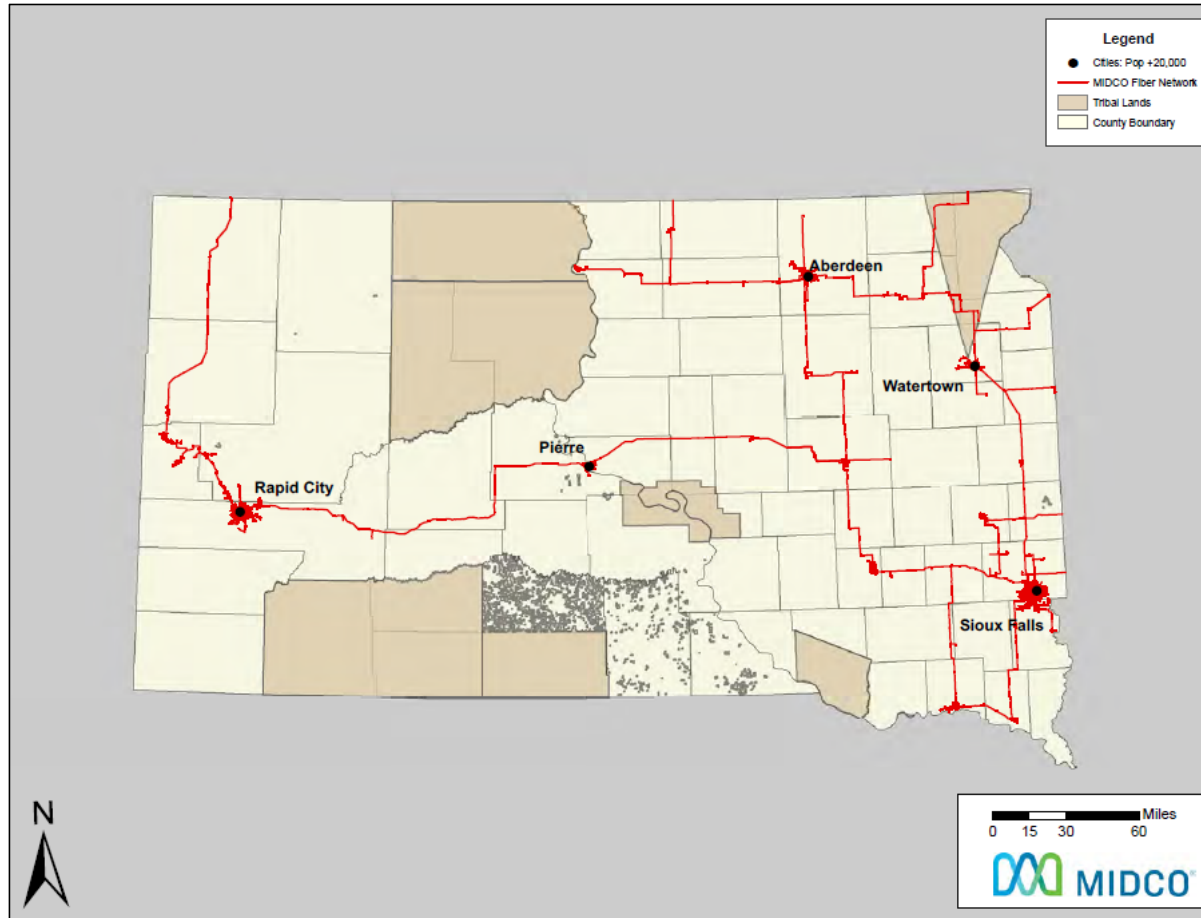 Legend
Cities: Pop +20,000
MIDCO Fiber Network
Tribal Lands
County Boundary
Aberdeen
Watertown
Pierre
Rapid City
Sioux Falls
N
Miles
0 15 30 60
MIDCO®